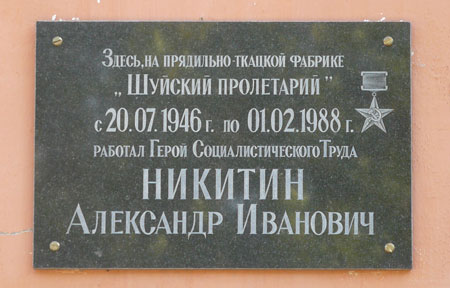 Здесь, на прядильно-ткацкой фабрике
„Шуйский пролетарий"
с 20.07.1946 г. по 01.02.1988 г.
работал Герой Социалистического Труда
НИКИТИН
Александр Иванович